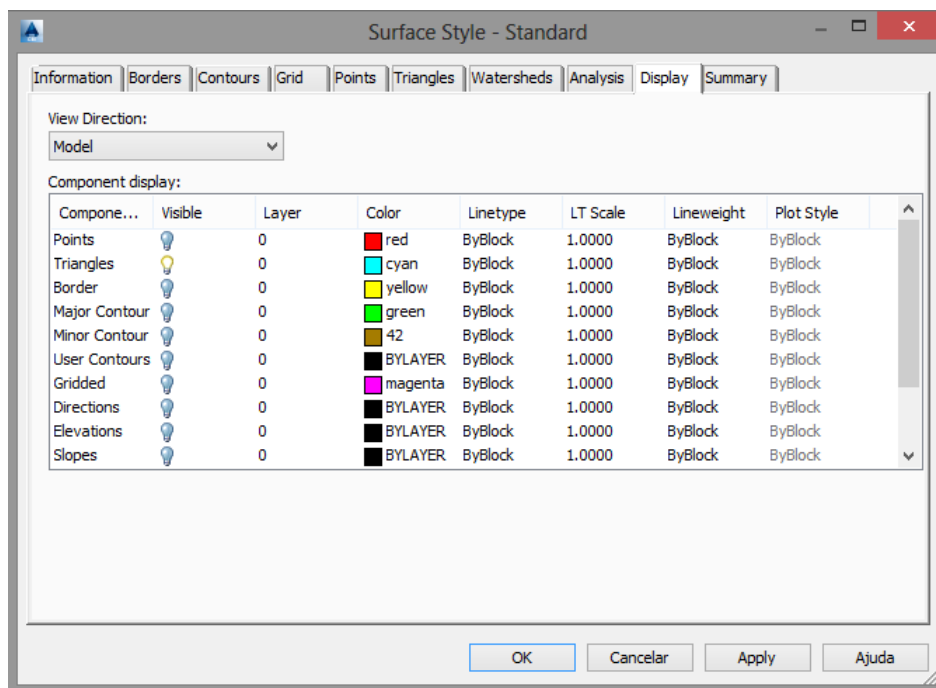 Surface Style - Standard
Information Borders Contours Grid Points Triangles Watersheds Analysis Display Summary
View Direction:
Model
Component display:
Compone... Visible Layer Color Linetype LT Scale Lineweight Plot Style
Points 0 red ByBlock 1.0000 ByBlock ByBlock
Triangles 0 cyan ByBlock 1.0000 ByBlock ByBlock
Border 0 yellow ByBlock 1.0000 ByBlock ByBlock
Major Contour 0 green ByBlock 1.0000 ByBlock ByBlock
Minor Contour 0 42 ByBlock 1.0000 ByBlock ByBlock
User Contours 0 BYLAYER ByBlock 1.0000 ByBlock ByBlock
Gridded 0 magenta ByBlock 1.0000 ByBlock ByBlock
Directions 0 BYLAYER ByBlock 1.0000 ByBlock ByBlock
Elevations 0 BYLAYER ByBlock 1.0000 ByBlock ByBlock
Slopes 0 BYLAYER ByBlock 1.0000 ByBlock ByBlock
OK Cancelar Apply Ajuda